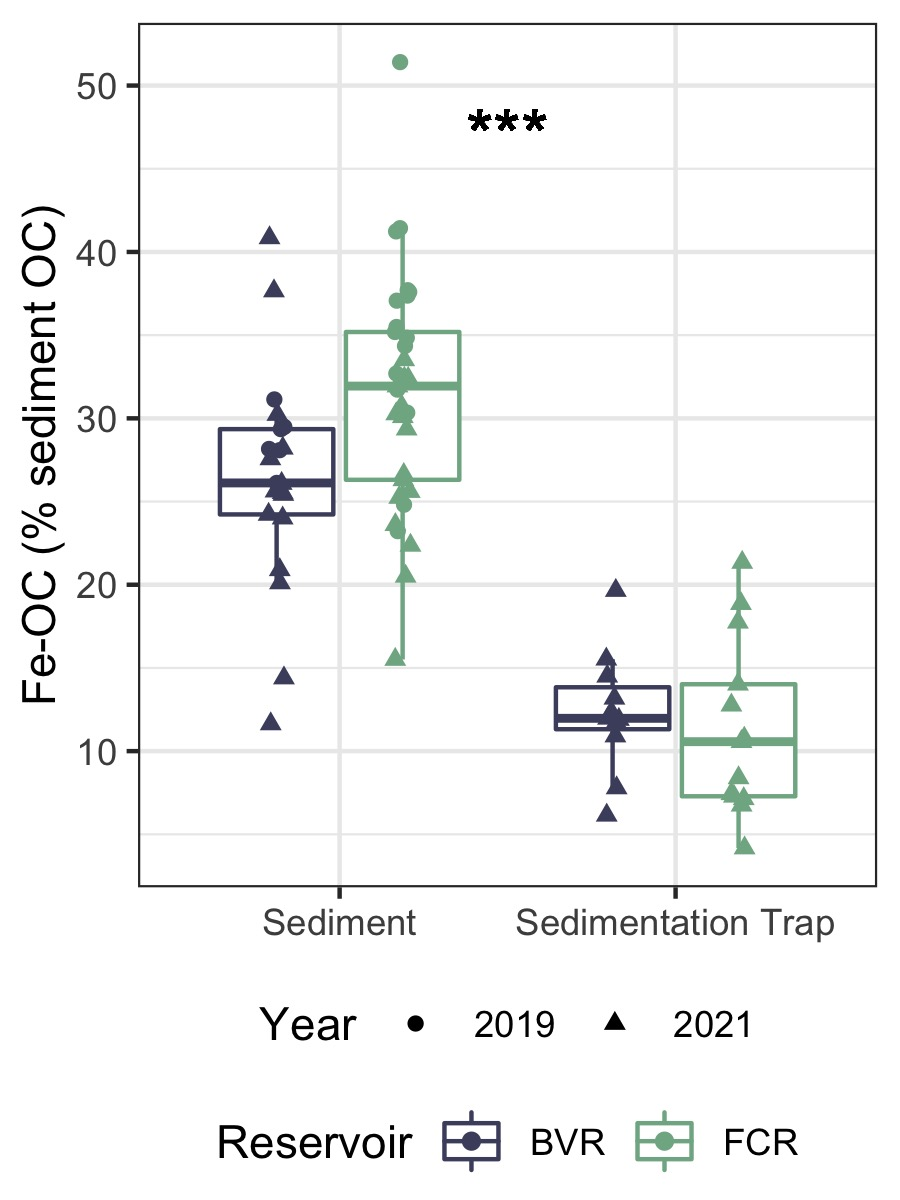 ***
50
40
30
20
10
Fe-OC (% sediment OC)
Sediment Sedimentation Trap
Year 2019 2021
Reservoir BVR FCR